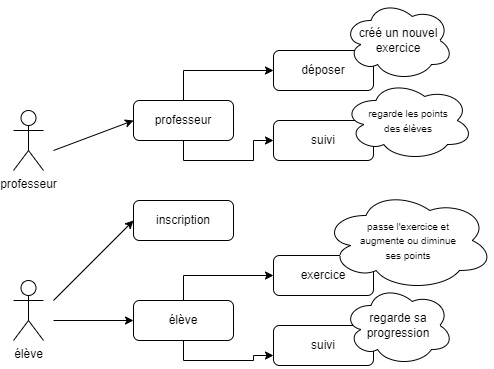 créé un nouvel
exercice
déposer
professeur
regarde les points
des élèves
suivi
professeur
inscription
passe l'exercice et
augmente ou diminue
ses points
exercice
élève
regarde sa
progression
suivi
élève